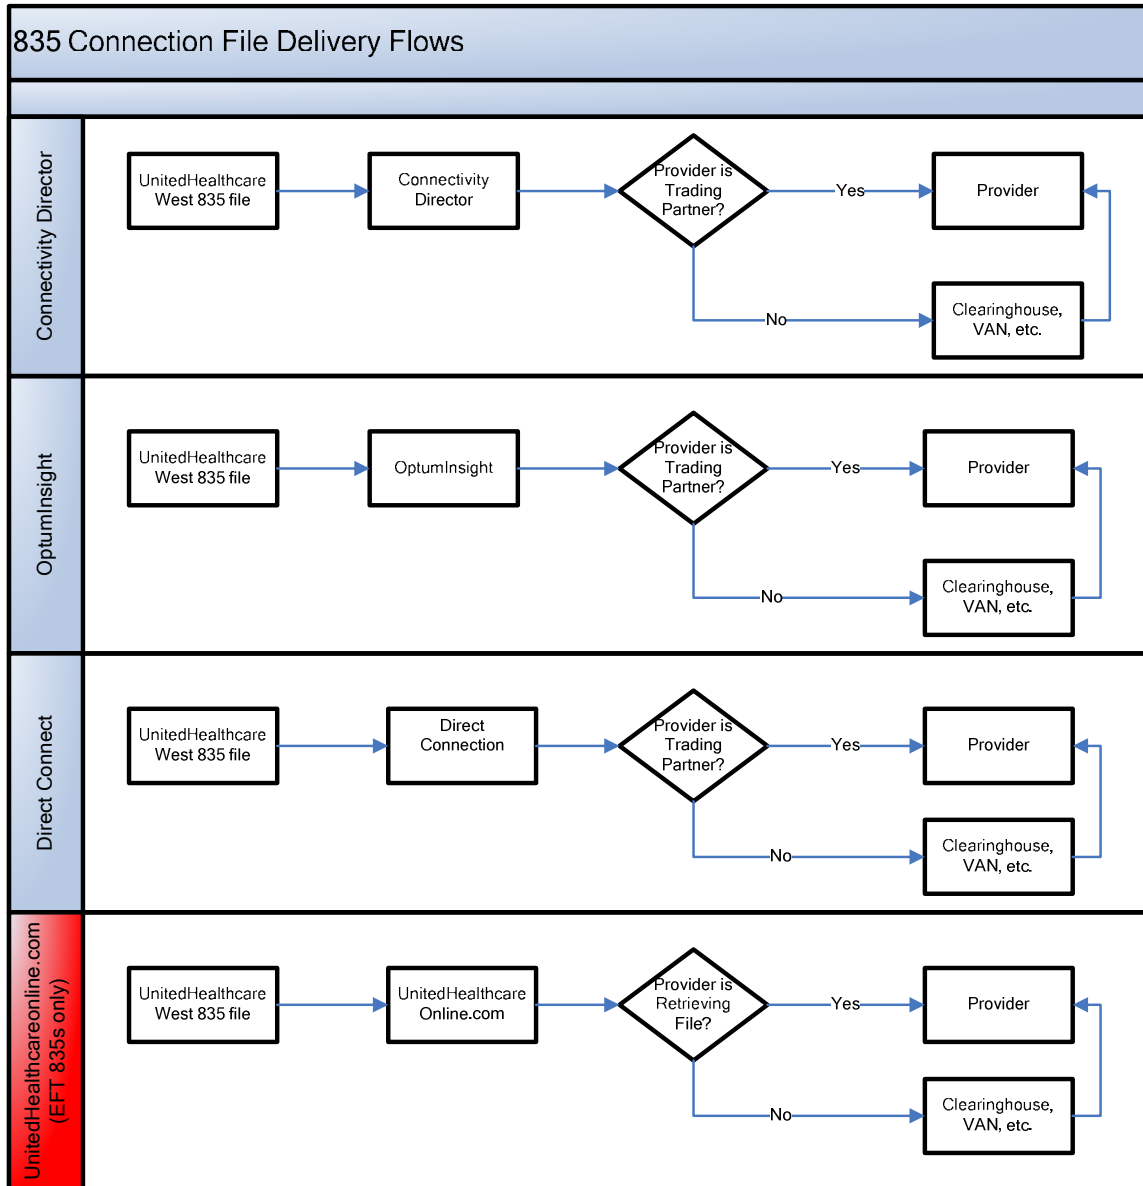 835 Connection File Delivery Flows
Connectivity Director
UnitedHealthcare
West 835 file
Connectivity
Director
Provider is
Trading
Partner?
Yes
Provider
No
Clearinghouse,
VAN, etc.
OptumInsight
UnitedHealthcare
West 835 file
OptumInsight
Provider is
Trading
Partner?
Yes
Provider
No
Clearinghouse,
VAN, etc.
Direct Connect
UnitedHealthcare
West 835 file
Direct
Connection
Provider is
Trading
Partner?
Yes
Provider
No
Clearinghouse,
VAN, etc.
UnitedHealthcareonline.com
(EFT 835s only)
UnitedHealthcare
West 835 file
UnitedHealthcare
Online.com
Provider is
Retrieving
File?
Yes
Provider
No
Clearinghouse,
VAN, etc.